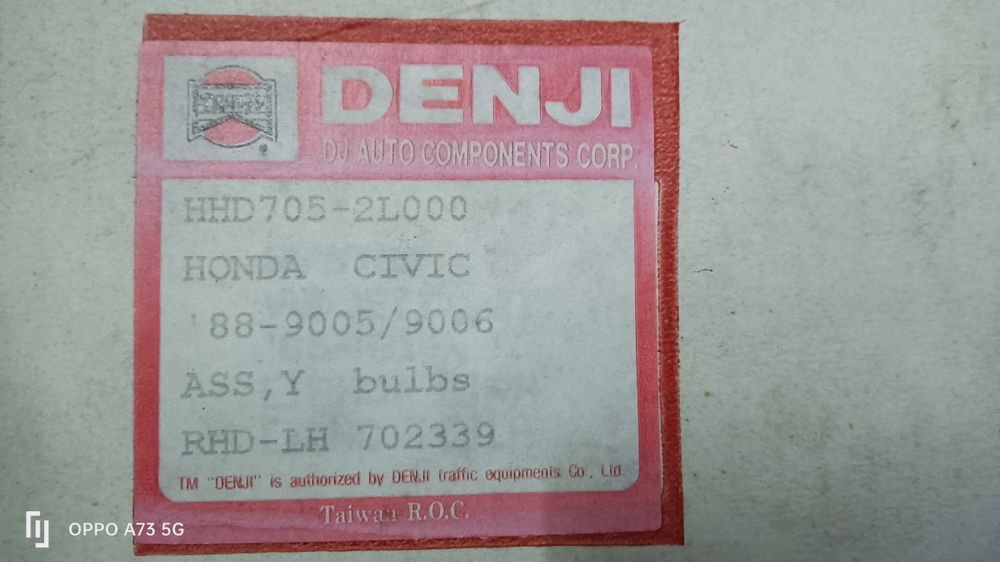 DENJI
DJ AUTO COMPONENTS CORP.
HHD705-2L000
HONDA CIVIC
'88-9005/9006
ASS,Y bulbs
RHD-LH 702339
TM "DENJI" is authorized by DENJI traffic equipments Co., Ltd.
Taiwan R.O.C.
OPPO A73 5G